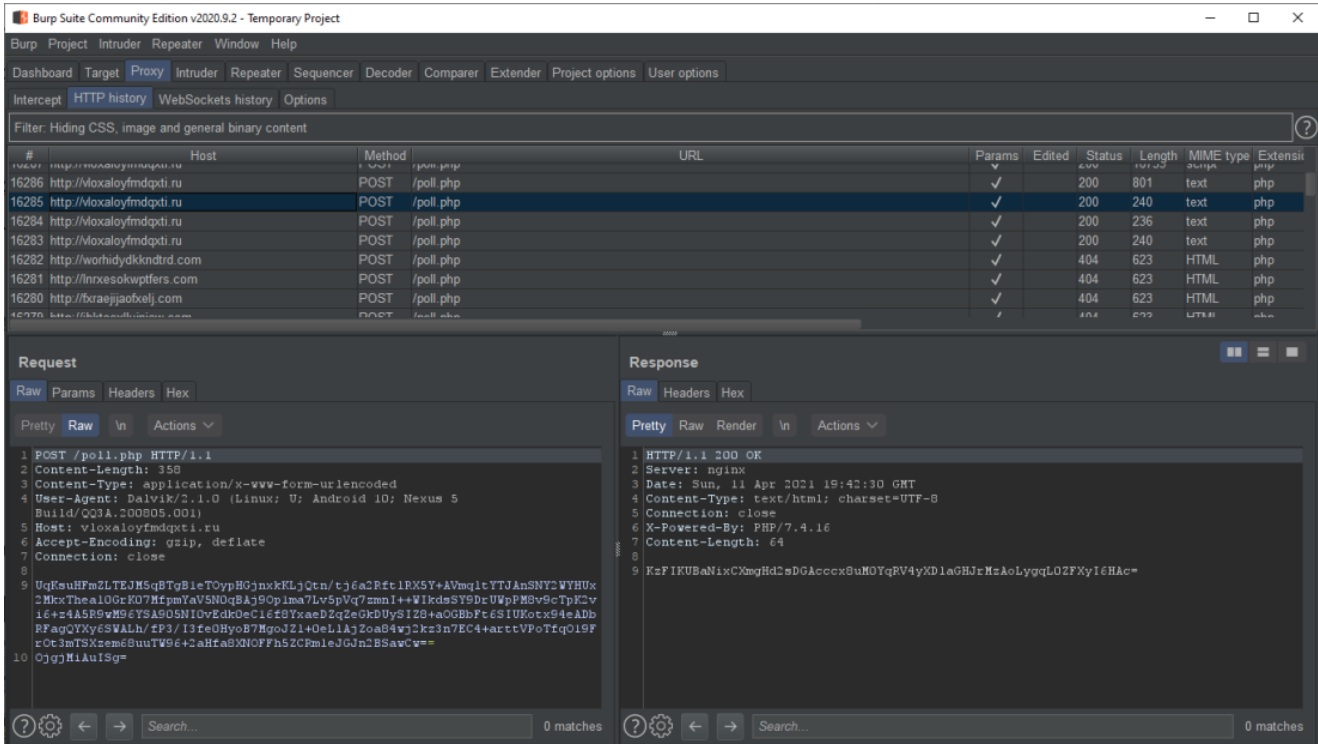 Burp Suite Community Edition v2020.9.2 - Temporary Project
Burp Project Intruder Repeater Window Help
Dashboard Target Proxy Intruder Repeater Sequencer Decoder Comparer Extender Project options User options
Intercept HTTP history WebSockets history Options
Filter: Hiding CSS, image and general binary content
# Host Method URL Params Edited Status Length MIME type Extensio
16286 http://vloxaloyfmdqxti.ru POST /poll.php ✓ 200 801 text php
16285 http://vloxaloyfmdqxti.ru POST /poll.php ✓ 200 240 text php
16284 http://vloxaloyfmdqxti.ru POST /poll.php ✓ 200 236 text php
16283 http://vloxaloyfmdqxti.ru POST /poll.php ✓ 200 240 text php
16282 http://worhidydkkndtrd.com POST /poll.php ✓ 404 623 HTML php
16281 http://lnrxesokwptfers.com POST /poll.php ✓ 404 623 HTML php
16280 http://fxraejijaofxelj.com POST /poll.php ✓ 404 623 HTML php
Request
Raw Params Headers Hex
Pretty Raw \n Actions
1 POST /poll.php HTTP/1.1
2 Content-Length: 358
3 Content-Type: application/x-www-form-urlencoded
4 User-Agent: Dalvik/2.1.0 (Linux; U; Android 10; Nexus 5
Build/QQ3A.200805.001)
5 Host: vloxaloyfmdqxti.ru
6 Accept-Encoding: gzip, deflate
7 Connection: close
8
9
10 OjgjMiAuISg=
Search... 0 matches
Response
Raw Headers Hex
Pretty Raw Render \n Actions
1 HTTP/1.1 200 OK
2 Server: nginx
3 Date: Sun, 11 Apr 2021 19:42:30 GMT
4 Content-Type: text/html; charset=UTF-8
5 Connection: close
6 X-Powered-By: PHP/7.4.16
7 Content-Length: 64
8
9
Search... 0 matches